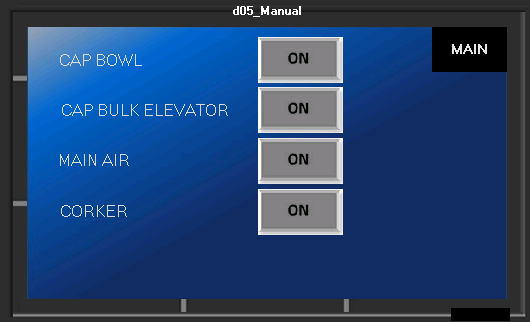 d05_Manual
MAIN
CAP BOWL ON
CAP BULK ELEVATOR ON
MAIN AIR ON
CORKER ON